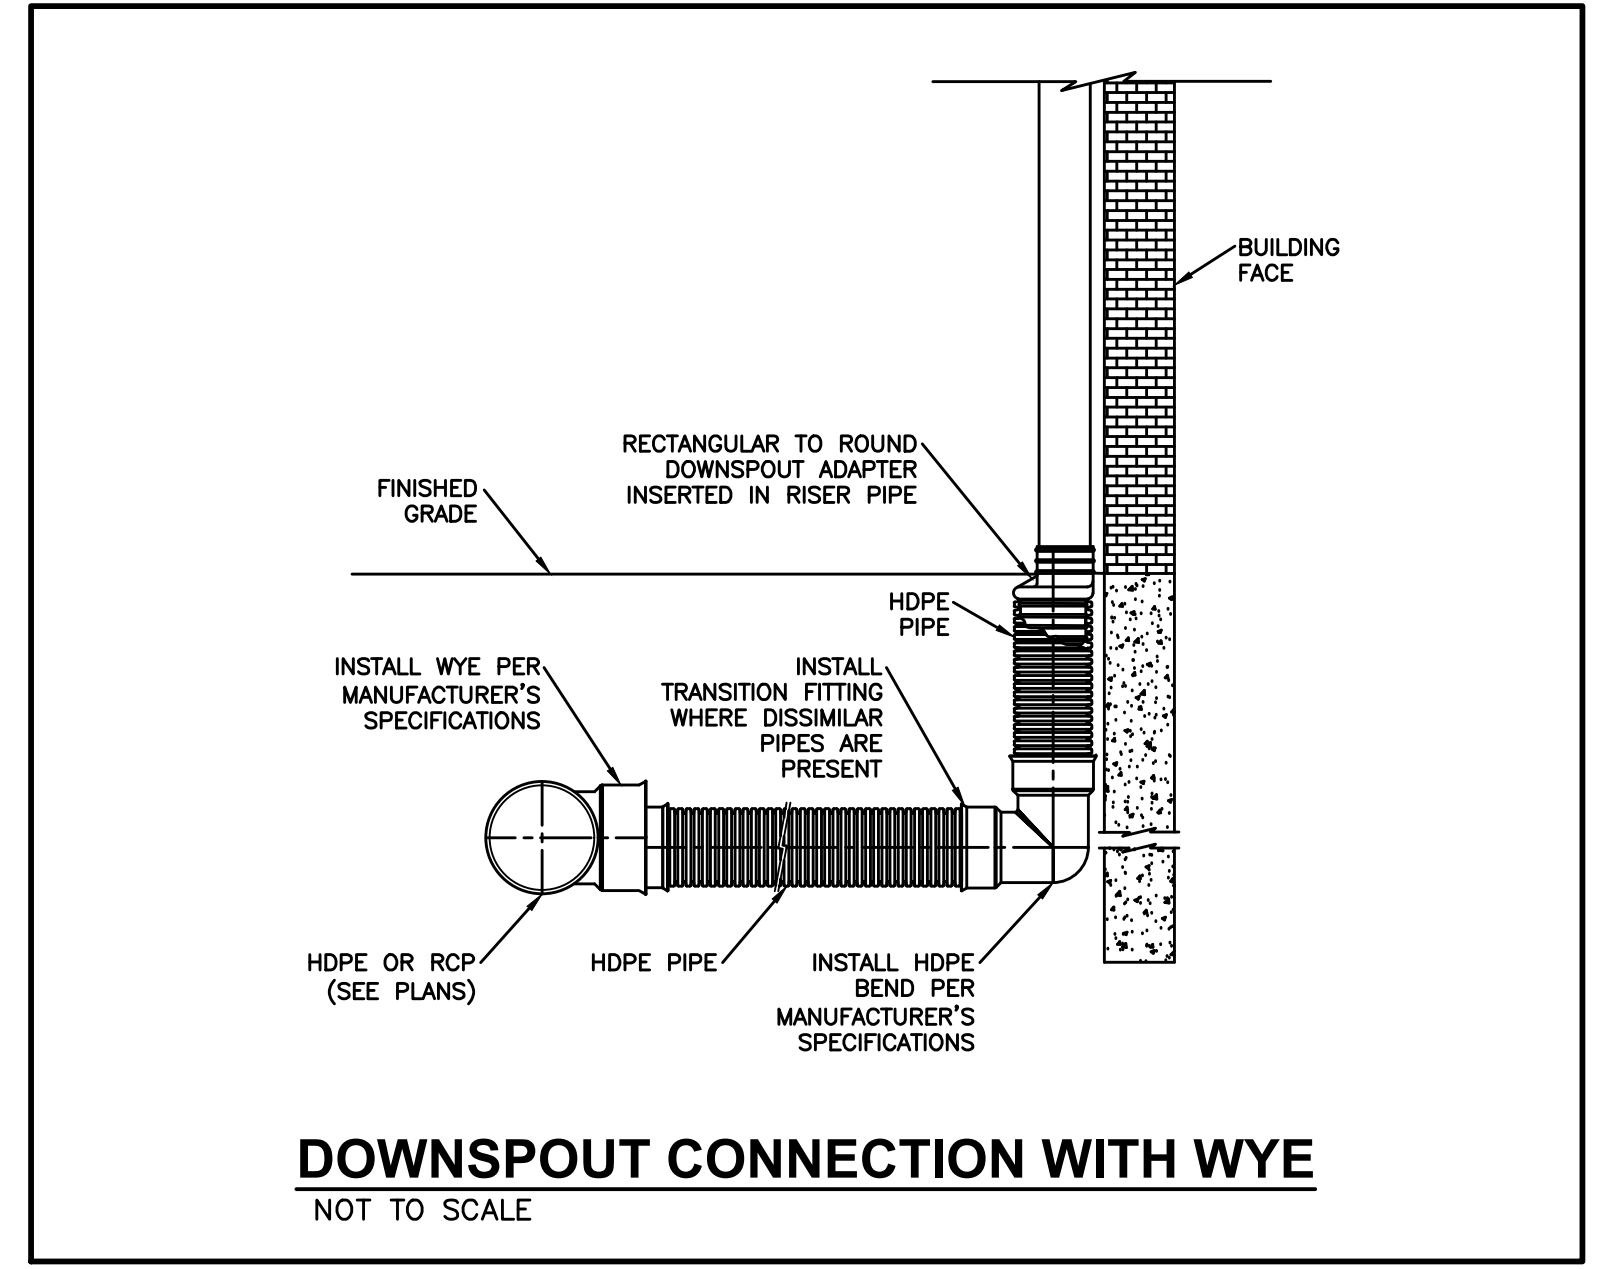 BUILDING
FACE
RECTANGULAR TO ROUND
DOWNSPOUT ADAPTER
INSERTED IN RISER PIPE
FINISHED
GRADE
HDPE
PIPE
INSTALL WYE PER
MANUFACTURER'S
SPECIFICATIONS
INSTALL
TRANSITION FITTING
WHERE DISSIMILAR
PIPES ARE
PRESENT
HDPE OR RCP
(SEE PLANS)
HDPE PIPE
INSTALL HDPE
BEND PER
MANUFACTURER'S
SPECIFICATIONS
DOWNSPOUT CONNECTION WITH WYE
NOT TO SCALE